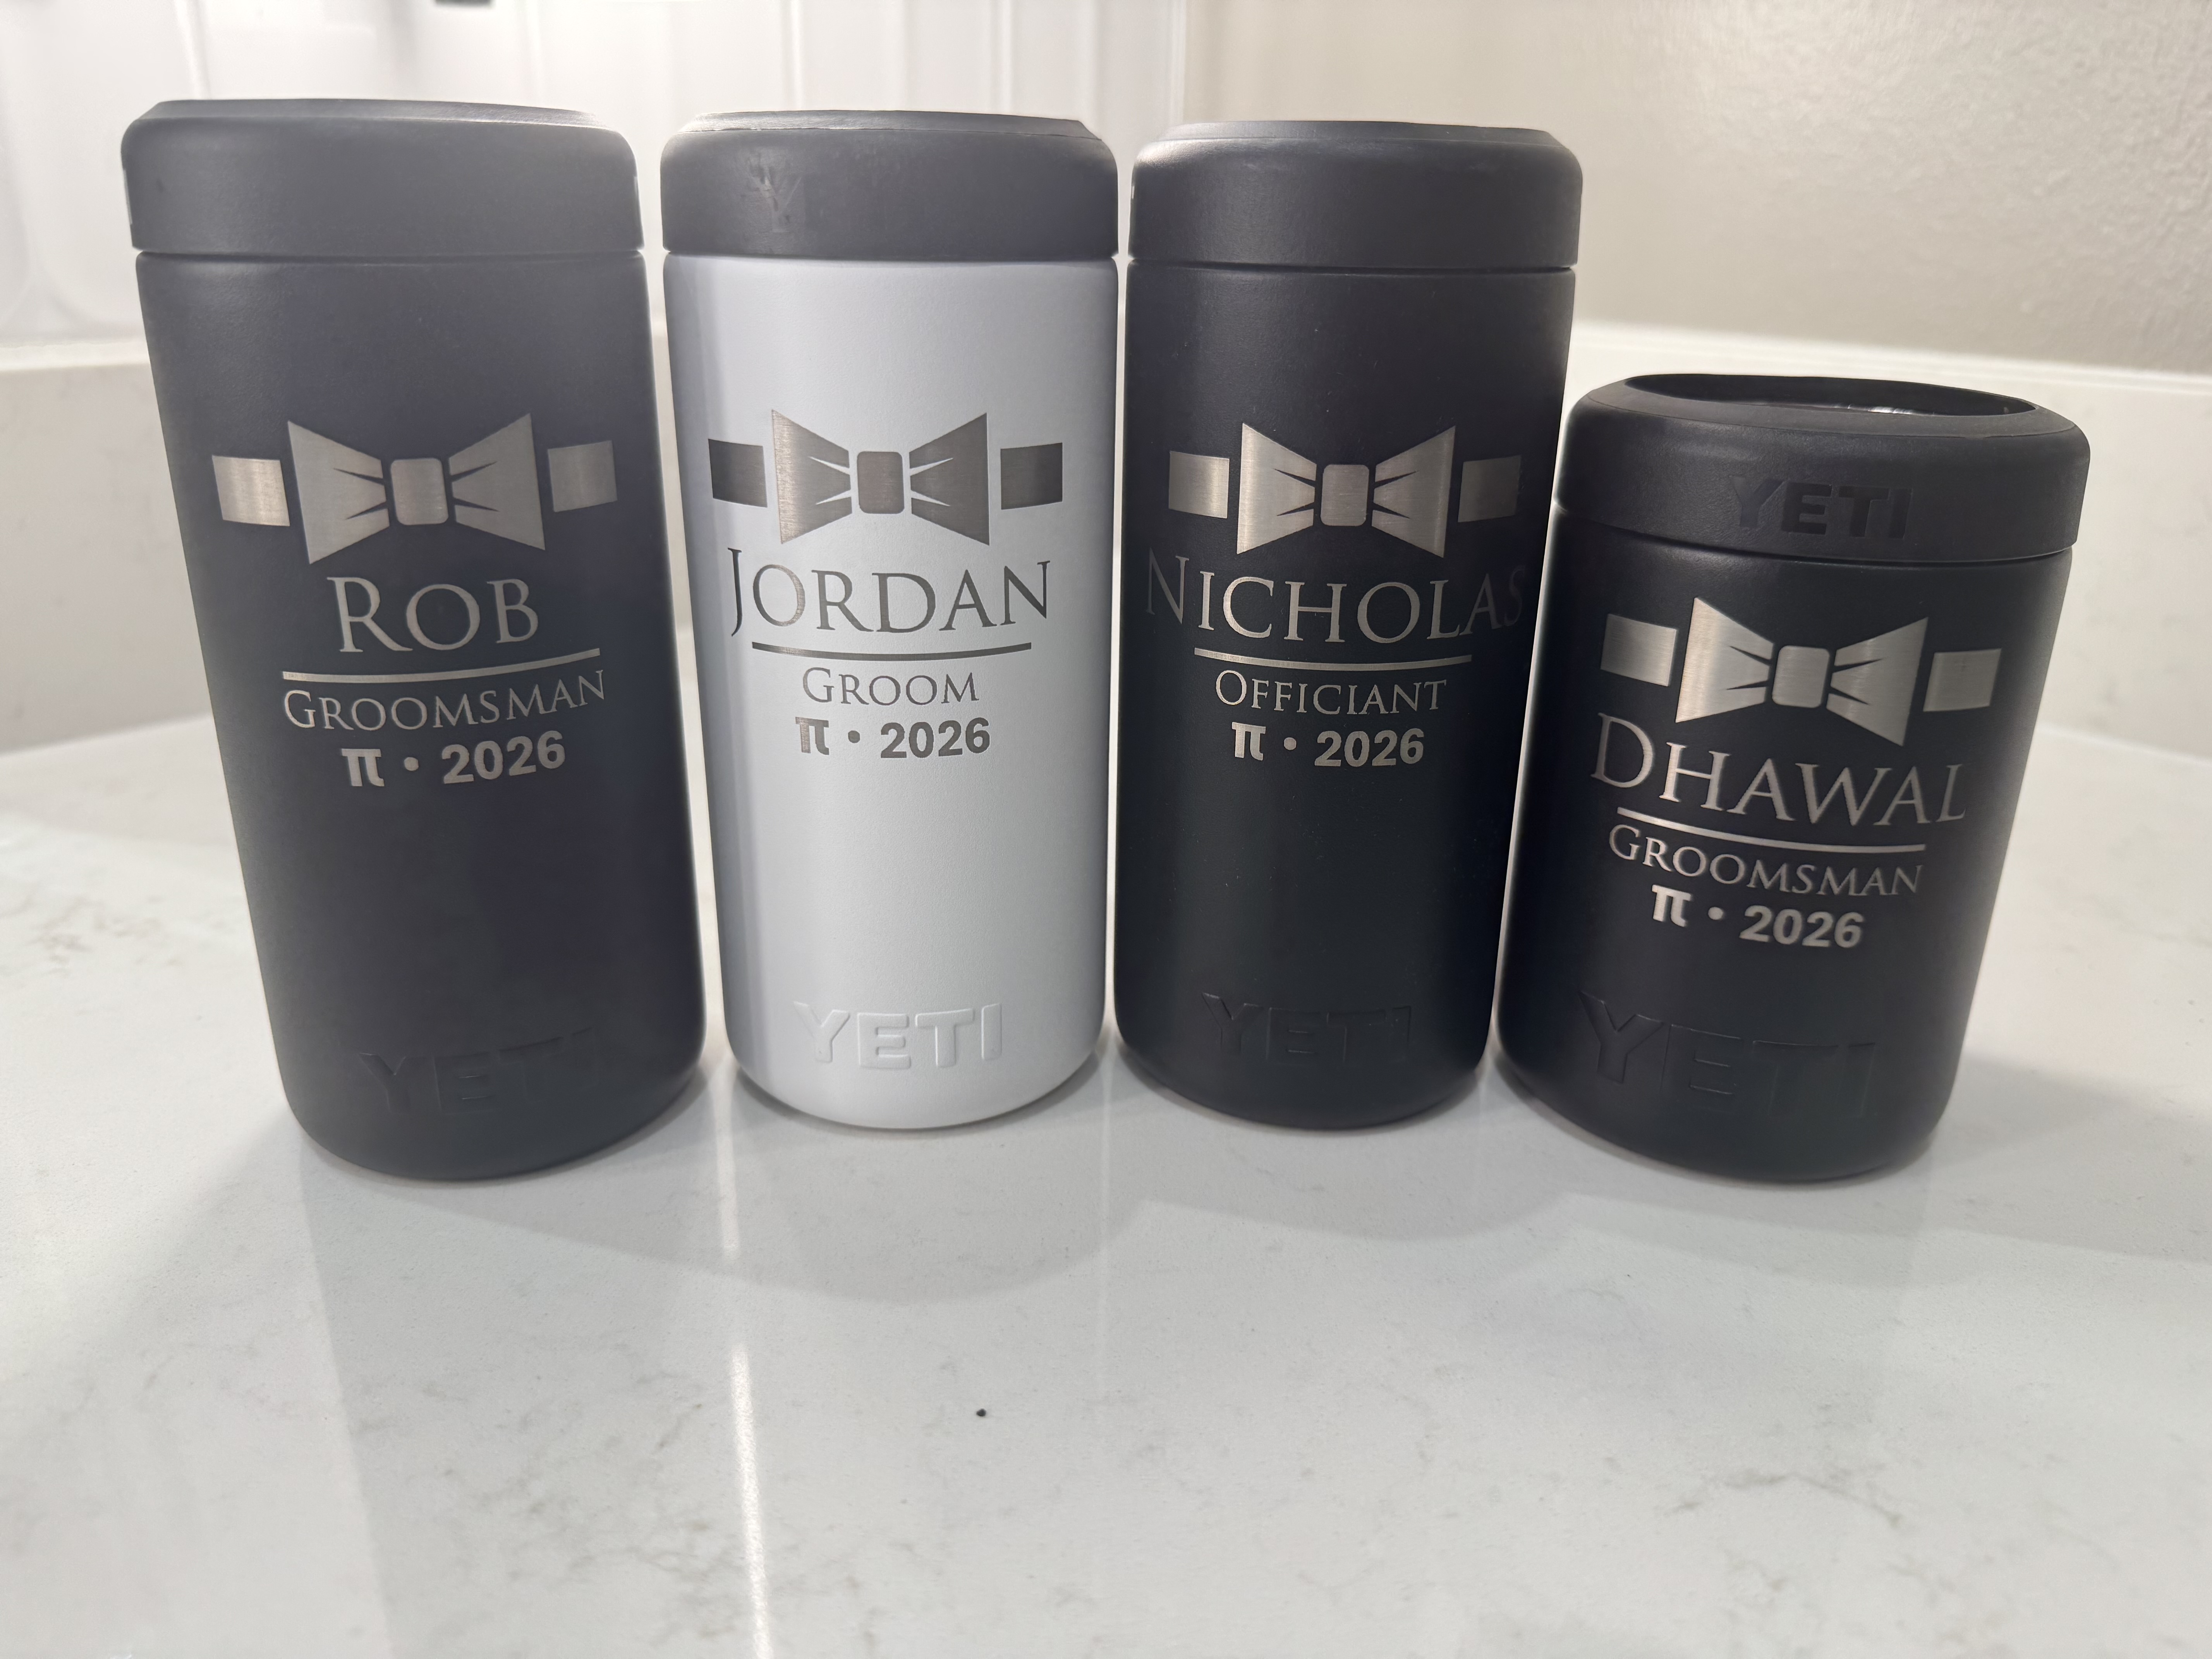 ROB
GROOMSMAN
π • 2026
YETI
JORDAN
GROOM
π • 2026
YETI
NICHOLAS
OFFICIANT
π • 2026
YETI
YETI
DHAWAL
GROOMSMAN
π • 2026
YETI